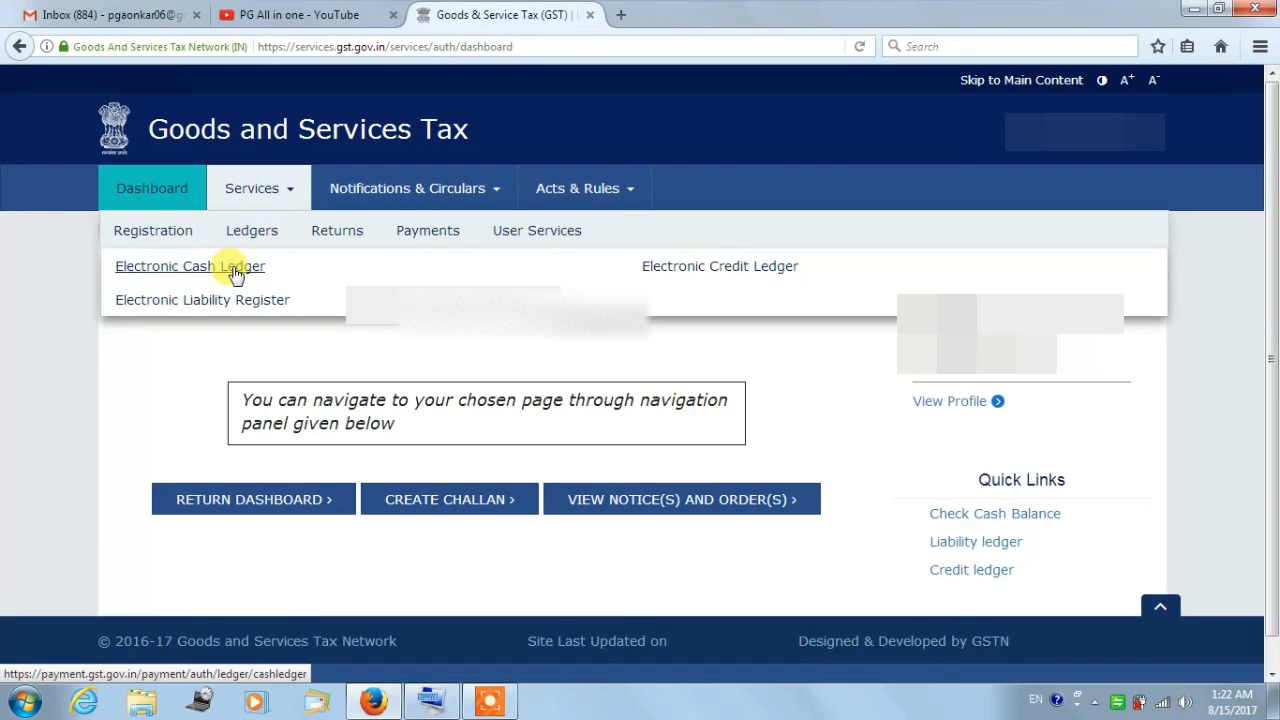 Inbox (884) - pgaonkar06@g
PG All in one - YouTube
Goods & Service Tax (GST) |
Goods And Services Tax Network (IN)
https://services.gst.gov.in/services/auth/dashboard
Search
Skip to Main Content A+ A-
Goods and Services Tax
Dashboard Services Notifications & Circulars Acts & Rules
Registration Ledgers Returns Payments User Services
Electronic Cash Ledger Electronic Credit Ledger
Electronic Liability Register
You can navigate to your chosen page through navigation
panel given below
View Profile
RETURN DASHBOARD > CREATE CHALLAN > VIEW NOTICE(S) AND ORDER(S) >
Quick Links
Check Cash Balance
Liability ledger
Credit ledger
© 2016-17 Goods and Services Tax Network Site Last Updated on Designed & Developed by GSTN
https://payment.gst.gov.in/payment/auth/ledger/cashledger
EN
1:22 AM
8/15/2017